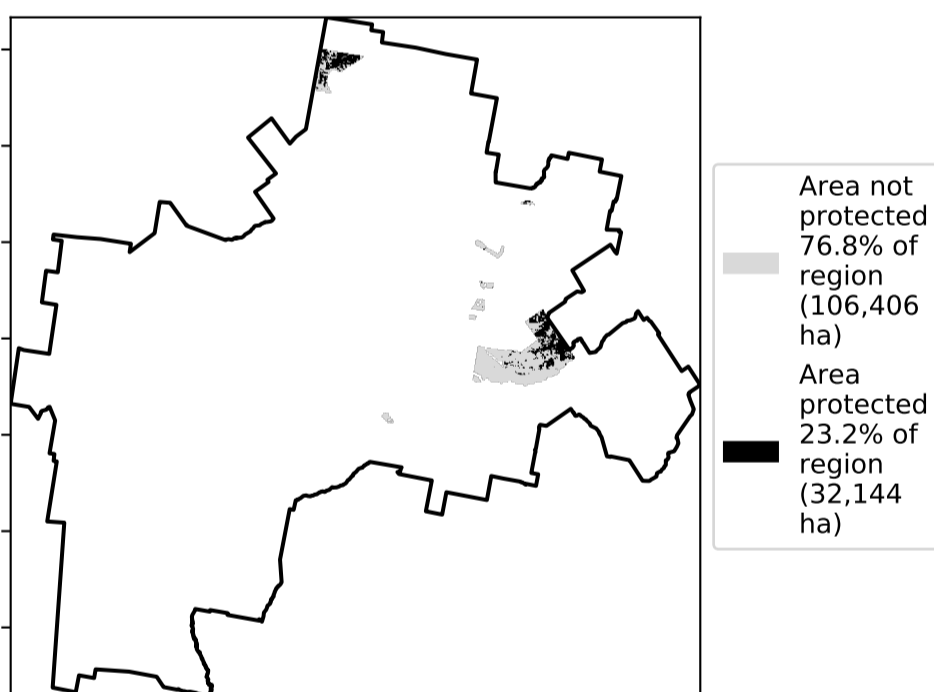 Area not
protected
76.8% of
region
(106,406
ha)
Area
protected
23.2% of
region
(32,144
ha)